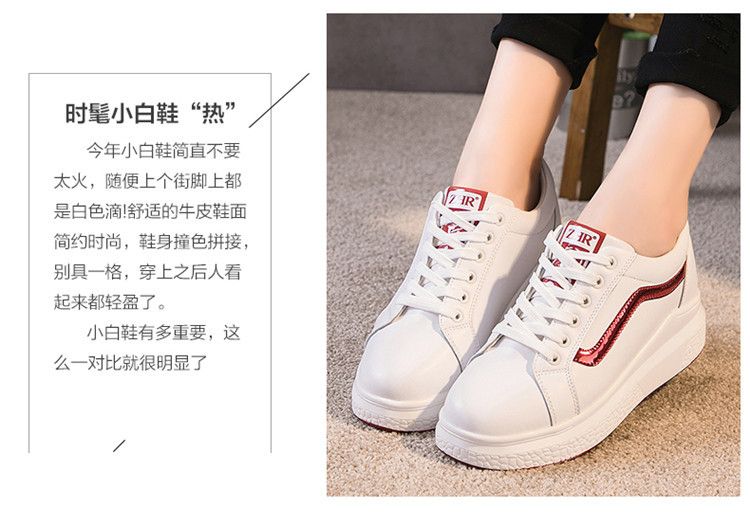 时髦小白鞋“热”
今年小白鞋简直不要
太火，随便上个街脚上都
是白色滴!舒适的牛皮鞋面
简约时尚，鞋身撞色拼接，
别具一格，穿上之后人看
起来都轻盈了。
小白鞋有多重要，这
么一对比就很明显了